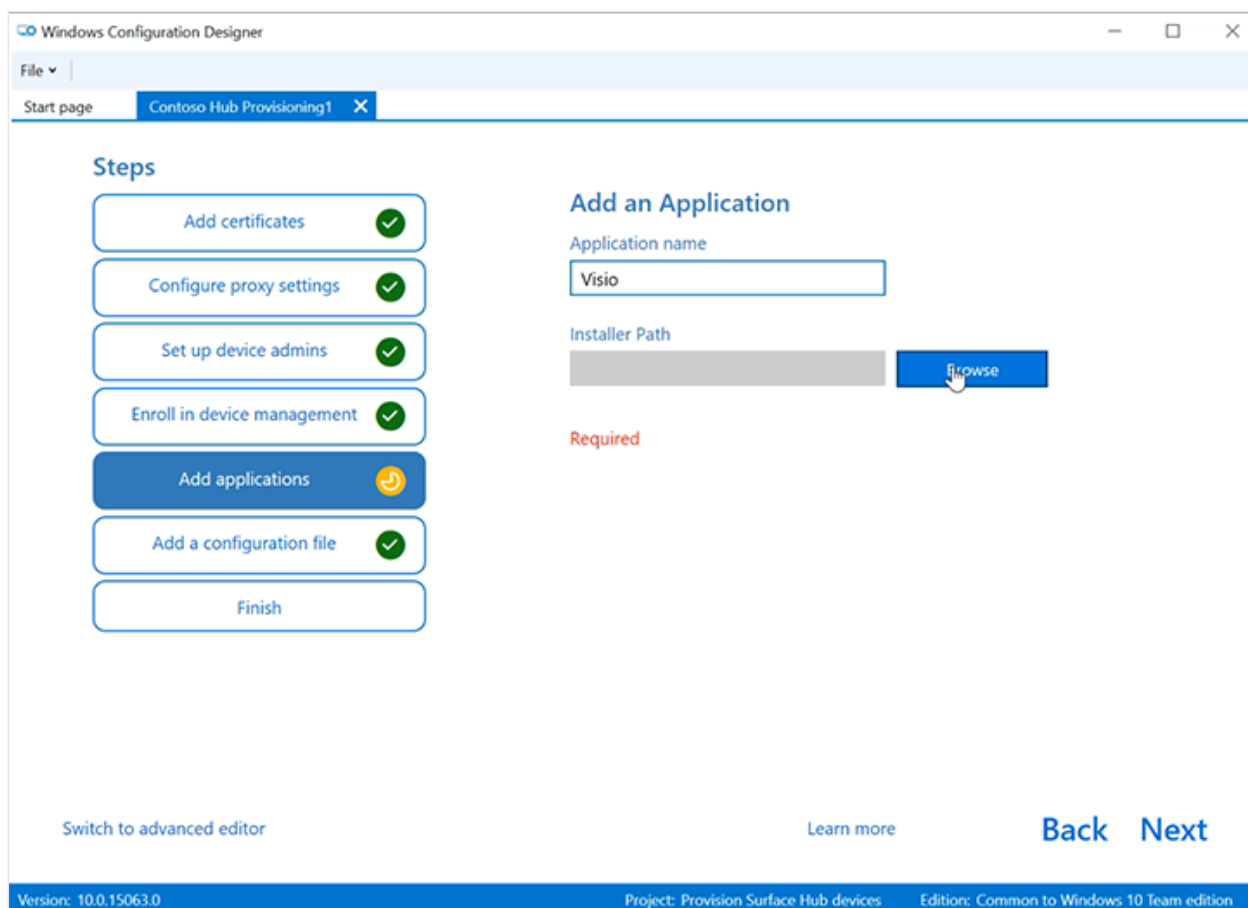 Windows Configuration Designer
File
Start page
Contoso Hub Provisioning1
Steps
Add certificates
Configure proxy settings
Set up device admins
Enroll in device management
Add applications
Add a configuration file
Finish
Add an Application
Application name
Visio
Installer Path
Browse
Required
Switch to advanced editor
Learn more
Back
Next
Version: 10.0.15063.0
Project: Provision Surface Hub devices
Edition: Common to Windows 10 Team edition